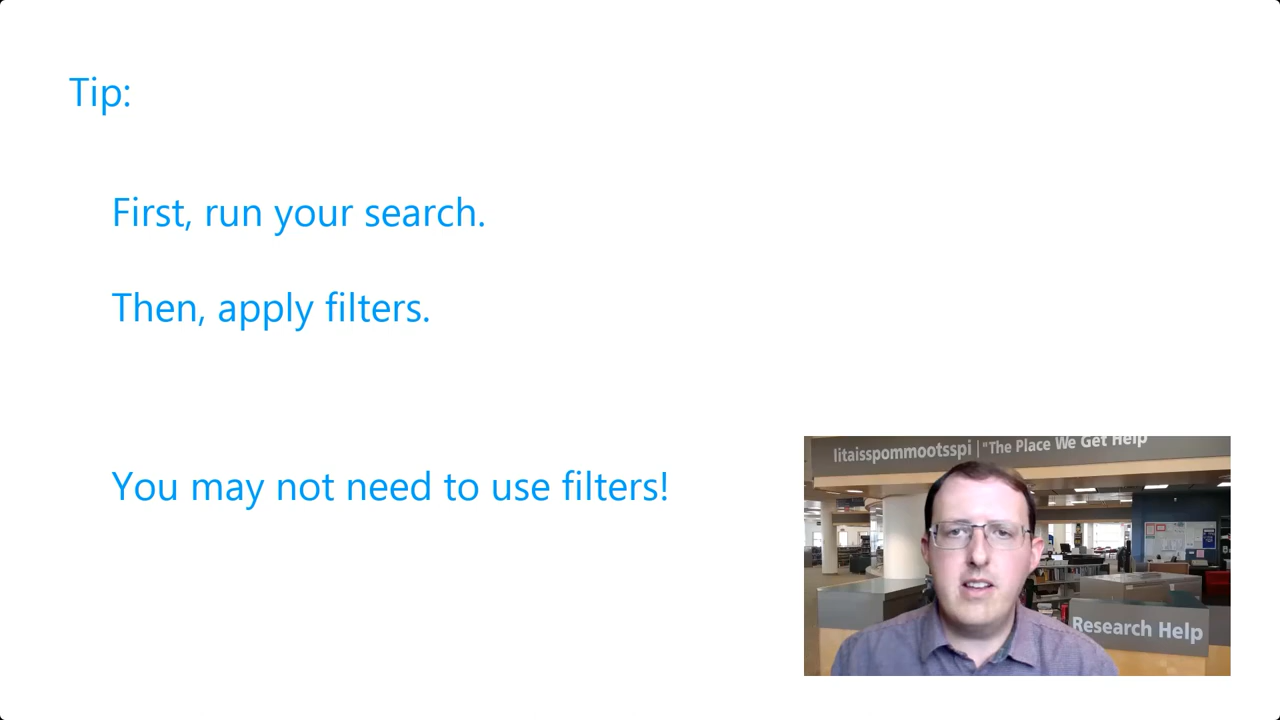 Tip:
First, run your search.
Then, apply filters.
You may not need to use filters!
litaisspommootsspi | "The Place We Get Help
Research Help